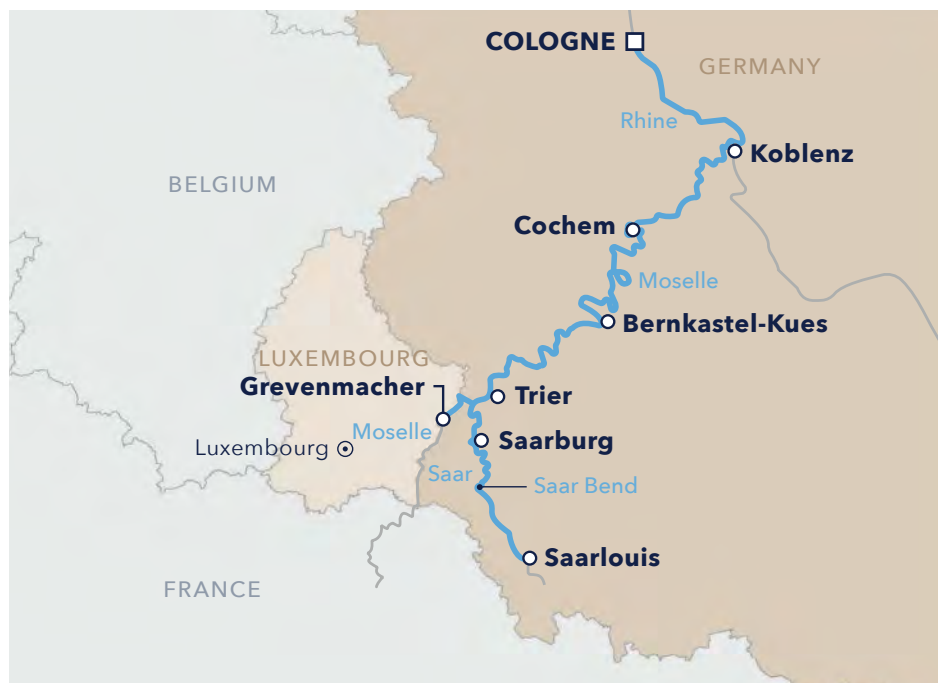 COLOGNE
GERMANY
Rhine
Koblenz
BELGIUM
Cochem
Moselle
Bernkastel-Kues
LUXEMBOURG
Grevenmacher
Trier
Moselle
Luxembourg
Saarburg
Saar
Saar Bend
Saarlouis
FRANCE